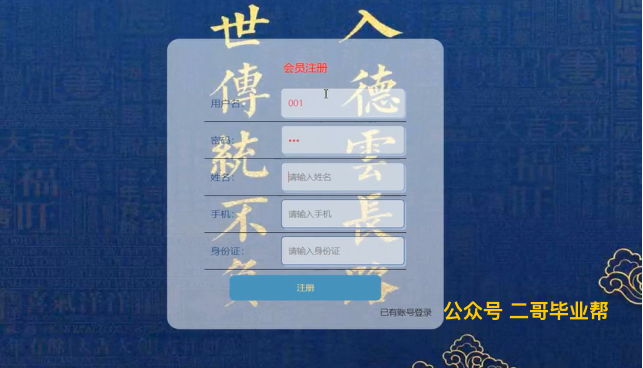 世傳統不
入德雲長
会员注册
用户名：
001
密码：
•••
姓名：
请输入姓名
手机：
请输入手机
身份证：
请输入身份证
注册
已有账号登录
公众号 二哥毕业帮